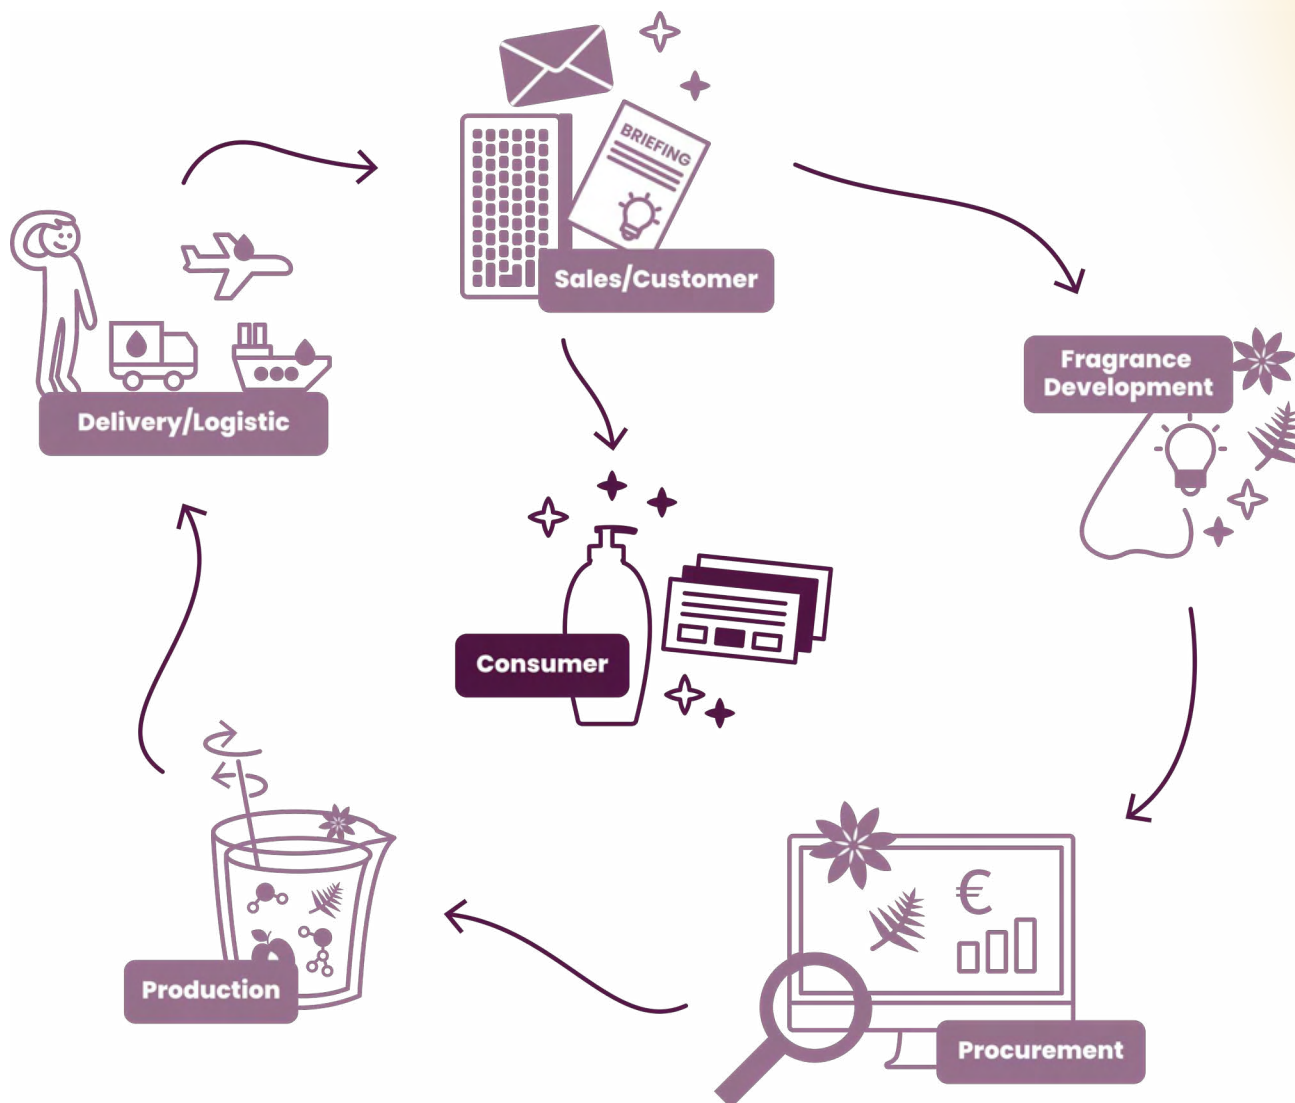 BRIEFING
Sales/Customer
Fragrance
Development
Delivery/Logistic
Consumer
€
Production
Procurement